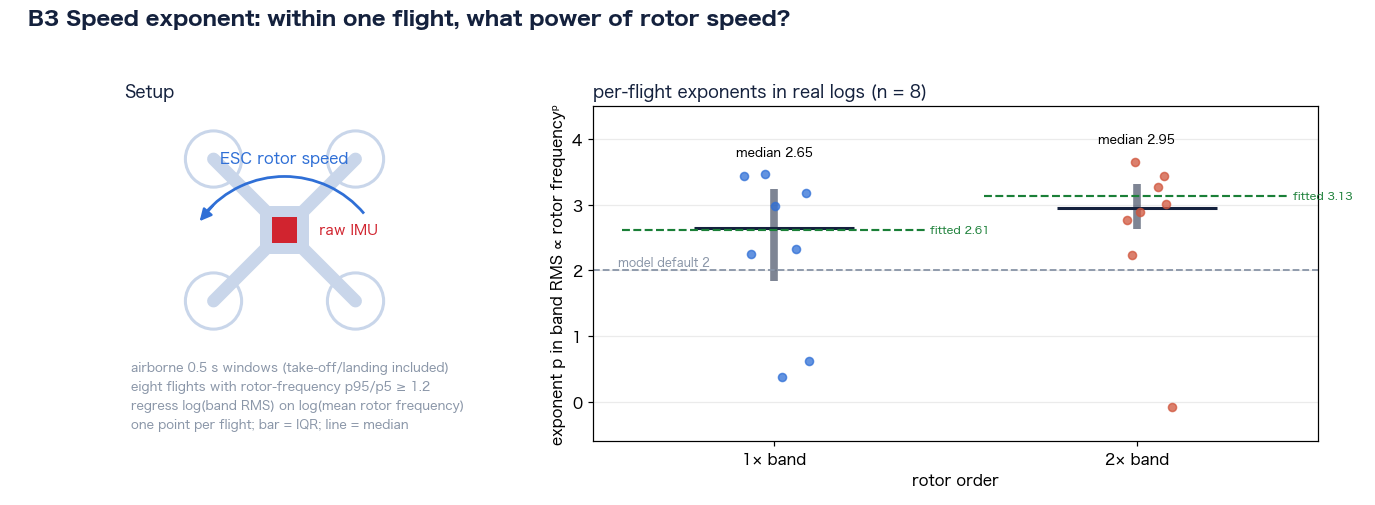 B3 Speed exponent: within one flight, what power of rotor speed?
Setup
ESC rotor speed
raw IMU
airborne 0.5 s windows (take-off/landing included)
eight flights with rotor-frequency p95/p5 ≥ 1.2
regress log(band RMS) on log(mean rotor frequency)
one point per flight; bar = IQR; line = median
per-flight exponents in real logs (n = 8)
exponent p in band RMS ∝ rotor frequencyᵖ
4
3
2
1
0
median 2.65
median 2.95
fitted 2.61
fitted 3.13
model default 2
1× band
2× band
rotor order